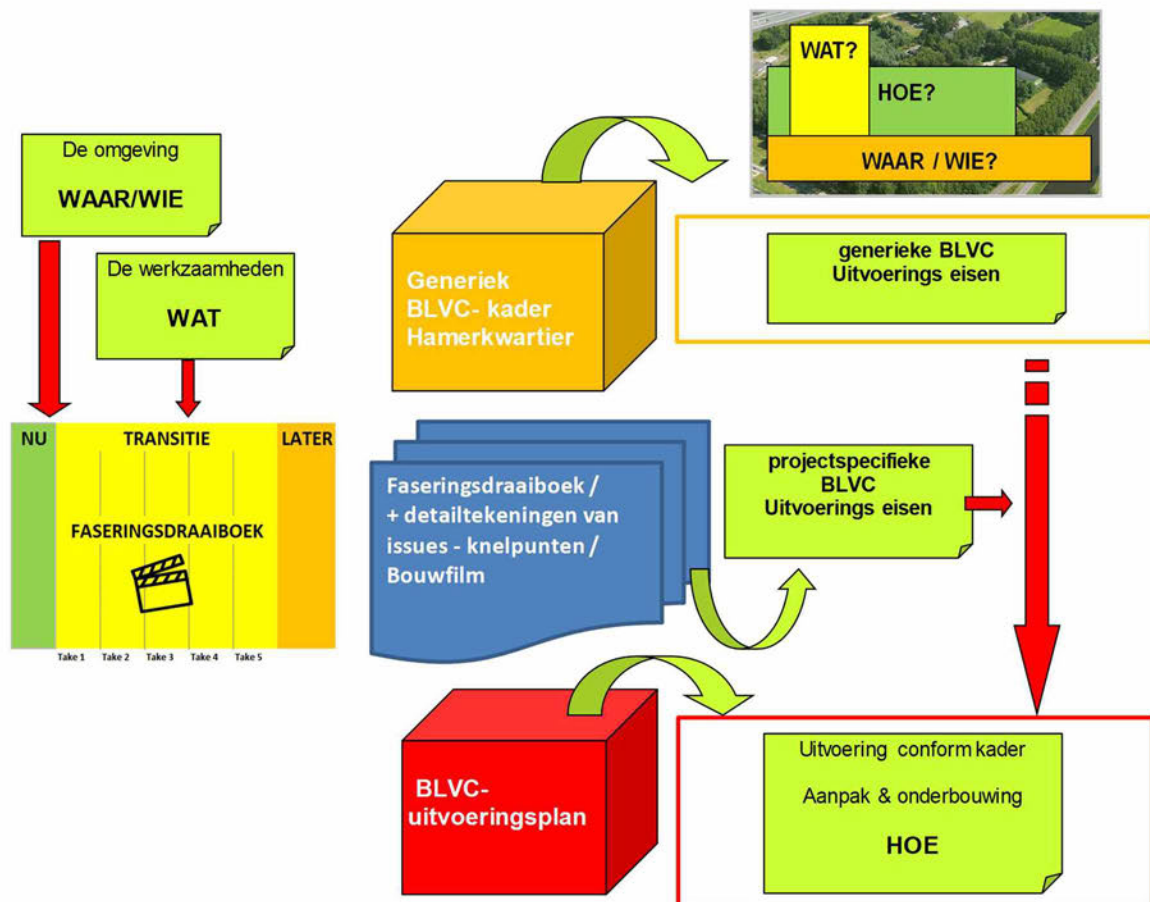 WAT?
HOE?
WAAR / WIE?
De omgeving
WAAR/WIE
De werkzaamheden
WAT
NU
TRANSITIE
LATER
FASERINGSDRAAIBOEK
Take 1
Take 2
Take 3
Take 4
Take 5
Generiek
BLVC- kader
Hamerkwartier
generieke BLVC
Uitvoerings eisen
Faseringsdraaiboek /
+ detailtekeningen van
issues - knelpunten /
Bouwfilm
projectspecifieke
BLVC
Uitvoerings eisen
BLVC-
uitvoeringsplan
Uitvoering conform kader
Aanpak & onderbouwing
HOE